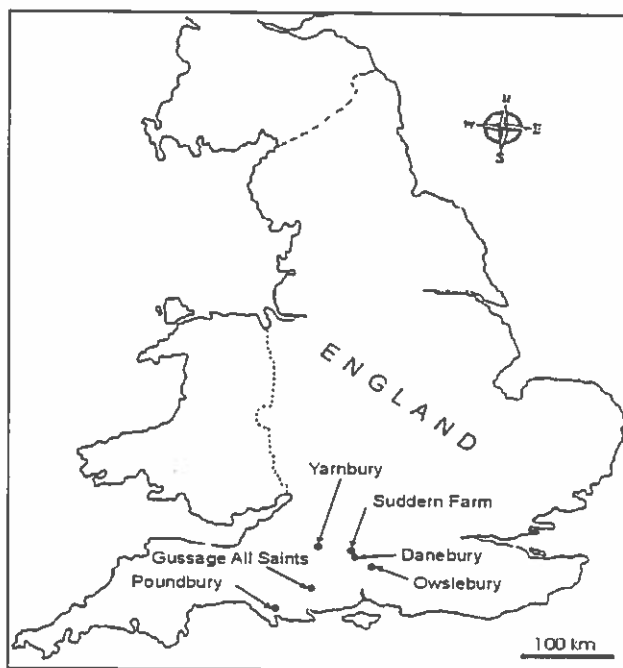 N
W E
S
ENGLAND
Yarnbury
Suddern Farm
Gussage All Saints
Danebury
Poundbury
Owslebury
100 km